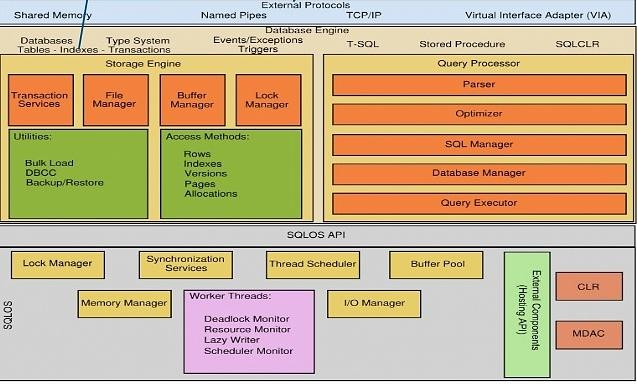 External Protocols
Shared Memory
Named Pipes
TCP/IP
Virtual Interface Adapter (VIA)
Database Engine
Databases
Tables - Indexes - Transactions
Type System
Events/Exceptions
Triggers
T-SQL
Stored Procedure
SQLCLR
Storage Engine
Transaction
Services
File
Manager
Buffer
Manager
Lock
Manager
Utilities:
Bulk Load
DBCC
Backup/Restore
Access Methods:
Rows
Indexes
Versions
Pages
Allocations
Query Processor
Parser
Optimizer
SQL Manager
Database Manager
Query Executor
SQLOS API
SQLOS
Lock Manager
Synchronization
Services
Thread Scheduler
Buffer Pool
Memory Manager
Worker Threads:
Deadlock Monitor
Resource Monitor
Lazy Writer
Scheduler Monitor
I/O Manager
External Components
(Hosting API)
CLR
MDAC